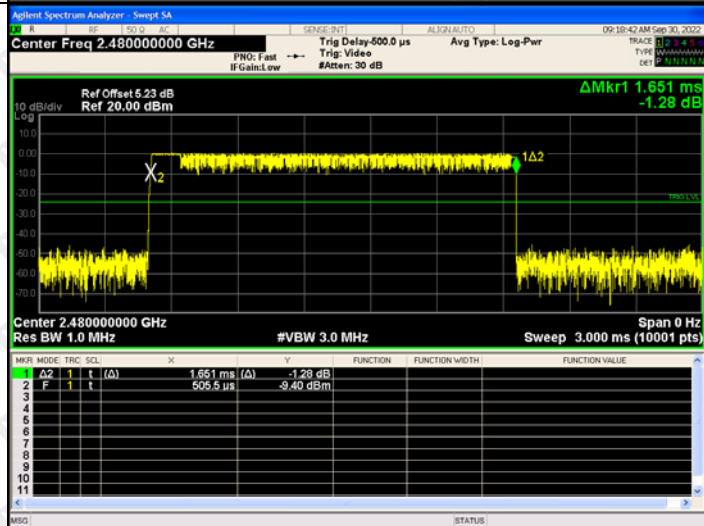 Agilent Spectrum Analyzer - Swept SA
R RF 50 Ω AC SENSE:INT ALIGNAUTO 09:18:42 AM Sep 30, 2022
Center Freq 2.480000000 GHz
PNO: Fast
IFGain:Low
Trig Delay-500.0 µs
Trig: Video
#Atten: 30 dB
Avg Type: Log-Pwr
TRACE 1 2 3 4 5 6
TYPE W
DET P N N N N N
ΔMkr1 1.651 ms
-1.28 dB
Ref Offset 5.23 dB
10 dB/div Ref 20.00 dBm
Log
10.0
0.00
-10.0
-20.0
-30.0
-40.0
-50.0
-60.0
-70.0
X2
1Δ2
TRIG LVL
Center 2.480000000 GHz Span 0 Hz
Res BW 1.0 MHz #VBW 3.0 MHz Sweep 3.000 ms (10001 pts)
MKR MODE TRC SCL X Y FUNCTION FUNCTION WIDTH FUNCTION VALUE
1 Δ2 1 t (Δ) 1.651 ms (Δ) -1.28 dB
2 F 1 t 505.5 µs -9.40 dBm
3
4
5
6
7
8
9
10
11
MSG STATUS